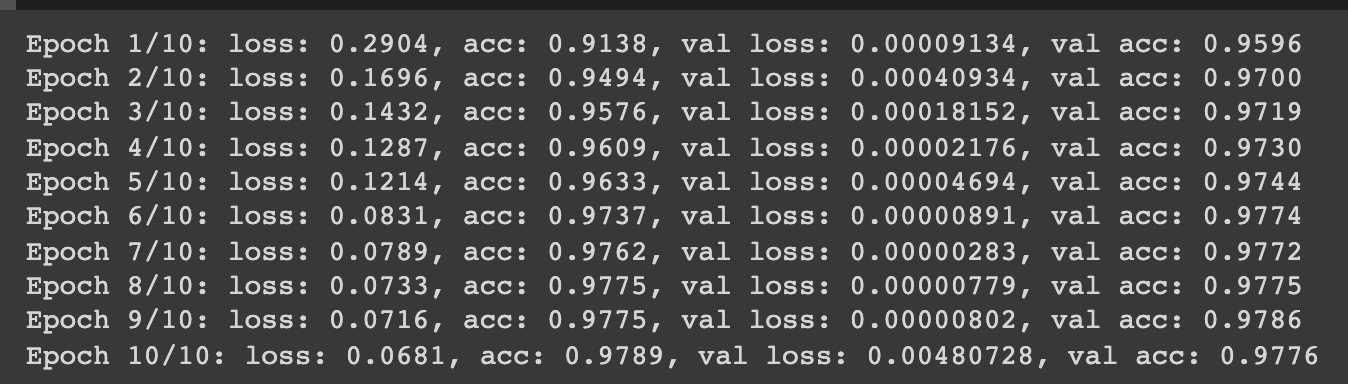 Epoch 1/10: loss: 0.2904, acc: 0.9138, val loss: 0.00009134, val acc: 0.9596
Epoch 2/10: loss: 0.1696, acc: 0.9494, val loss: 0.00040934, val acc: 0.9700
Epoch 3/10: loss: 0.1432, acc: 0.9576, val loss: 0.00018152, val acc: 0.9719
Epoch 4/10: loss: 0.1287, acc: 0.9609, val loss: 0.00002176, val acc: 0.9730
Epoch 5/10: loss: 0.1214, acc: 0.9633, val loss: 0.00004694, val acc: 0.9744
Epoch 6/10: loss: 0.0831, acc: 0.9737, val loss: 0.00000891, val acc: 0.9774
Epoch 7/10: loss: 0.0789, acc: 0.9762, val loss: 0.00000283, val acc: 0.9772
Epoch 8/10: loss: 0.0733, acc: 0.9775, val loss: 0.00000779, val acc: 0.9775
Epoch 9/10: loss: 0.0716, acc: 0.9775, val loss: 0.00000802, val acc: 0.9786
Epoch 10/10: loss: 0.0681, acc: 0.9789, val loss: 0.00480728, val acc: 0.9776